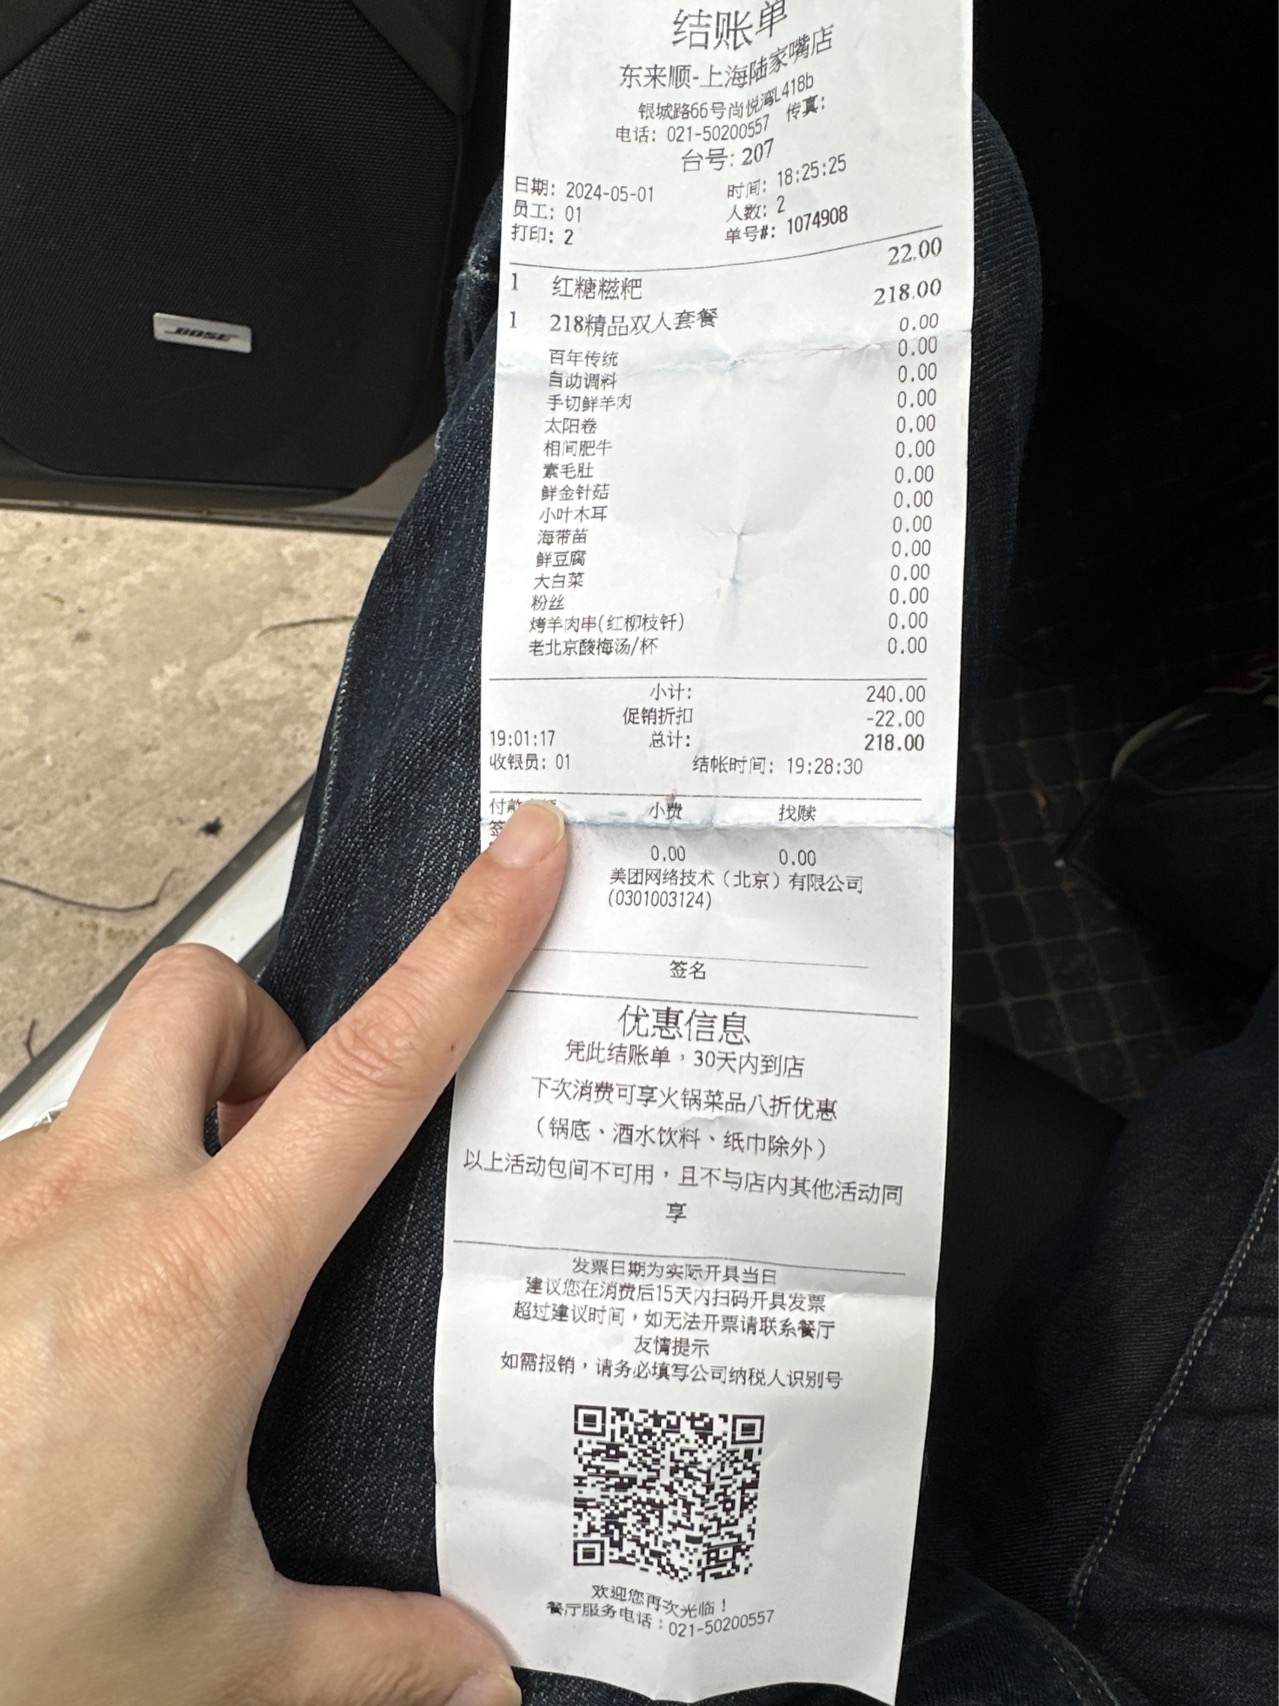 BOSE
结账单
东来顺-上海陆家嘴店
银城路66号尚悦湾L418b
电话: 021-50200557 传真:
台号: 207
日期: 2024-05-01 时间: 18:25:25
员工: 01 人数: 2
打印: 2 单号#: 1074908
1 红糖糍粑 22.00
1 218精品双人套餐 218.00
百年传统 0.00
自助调料 0.00
手切鲜羊肉 0.00
太阳卷 0.00
相间肥牛 0.00
素毛肚 0.00
鲜金针菇 0.00
小叶木耳 0.00
海带苗 0.00
鲜豆腐 0.00
大白菜 0.00
粉丝 0.00
烤羊肉串(红柳枝钎) 0.00
老北京酸梅汤/杯 0.00
小计: 240.00
促销折扣 -22.00
19:01:17 总计: 218.00
收银员: 01 结帐时间: 19:28:30
付款 小费 找赎
签
0.00 0.00
美团网络技术（北京）有限公司
(0301003124)
签名
优惠信息
凭此结账单，30天内到店
下次消费可享火锅菜品八折优惠
（锅底、酒水饮料、纸巾除外）
以上活动包间不可用，且不与店内其他活动同
享
发票日期为实际开具当日
建议您在消费后15天内扫码开具发票
超过建议时间，如无法开票请联系餐厅
友情提示
如需报销，请务必填写公司纳税人识别号
欢迎您再次光临！
餐厅服务电话：021-50200557